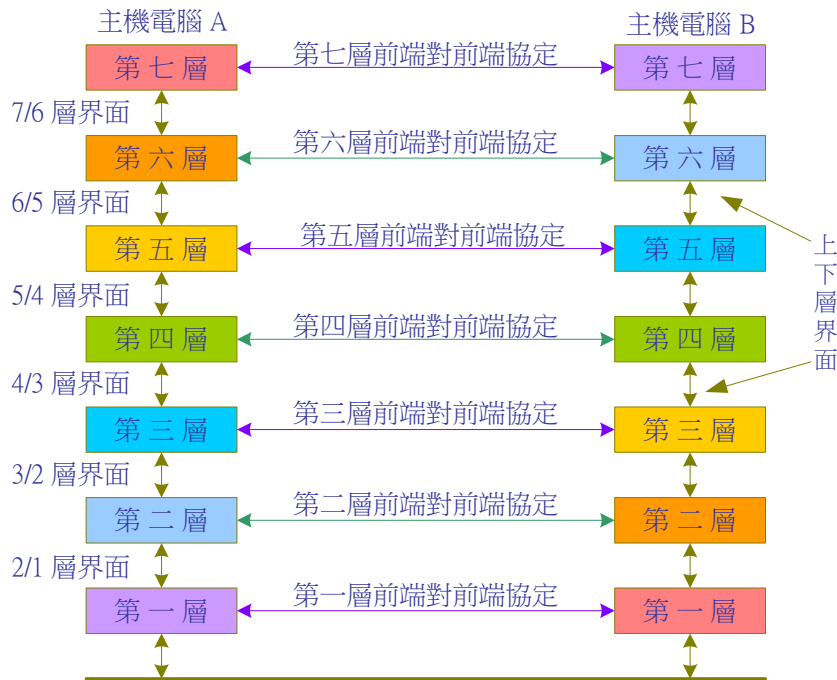 主機電腦 A
主機電腦 B
第 七 層
第七層前端對前端協定
第 七 層
7/6 層界面
第 六 層
第六層前端對前端協定
第 六 層
6/5 層界面
第 五 層
第五層前端對前端協定
第 五 層
上下層界面
5/4 層界面
第 四 層
第四層前端對前端協定
第 四 層
4/3 層界面
第 三 層
第三層前端對前端協定
第 三 層
3/2 層界面
第 二 層
第二層前端對前端協定
第 二 層
2/1 層界面
第 一 層
第一層前端對前端協定
第 一 層